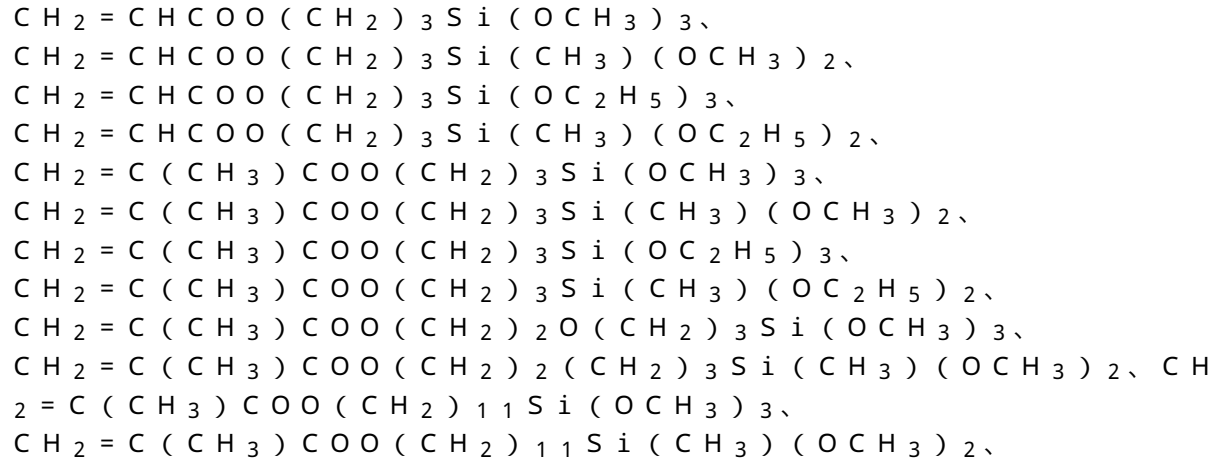 CH₂=CHCOO(CH₂)₃Si(OCH₃)₃、
CH₂=CHCOO(CH₂)₃Si(CH₃)(OCH₃)₂、
CH₂=CHCOO(CH₂)₃Si(OC₂H₅)₃、
CH₂=CHCOO(CH₂)₃Si(CH₃)(OC₂H₅)₂、
CH₂=C(CH₃)COO(CH₂)₃Si(OCH₃)₃、
CH₂=C(CH₃)COO(CH₂)₃Si(CH₃)(OCH₃)₂、
CH₂=C(CH₃)COO(CH₂)₃Si(OC₂H₅)₃、
CH₂=C(CH₃)COO(CH₂)₃Si(CH₃)(OC₂H₅)₂、
CH₂=C(CH₃)COO(CH₂)₂O(CH₂)₃Si(OCH₃)₃、
CH₂=C(CH₃)COO(CH₂)₂(CH₂)₃Si(CH₃)(OCH₃)₂、CH
₂=C(CH₃)COO(CH₂)₁₁Si(OCH₃)₃、
CH₂=C(CH₃)COO(CH₂)₁₁Si(CH₃)(OCH₃)₂、